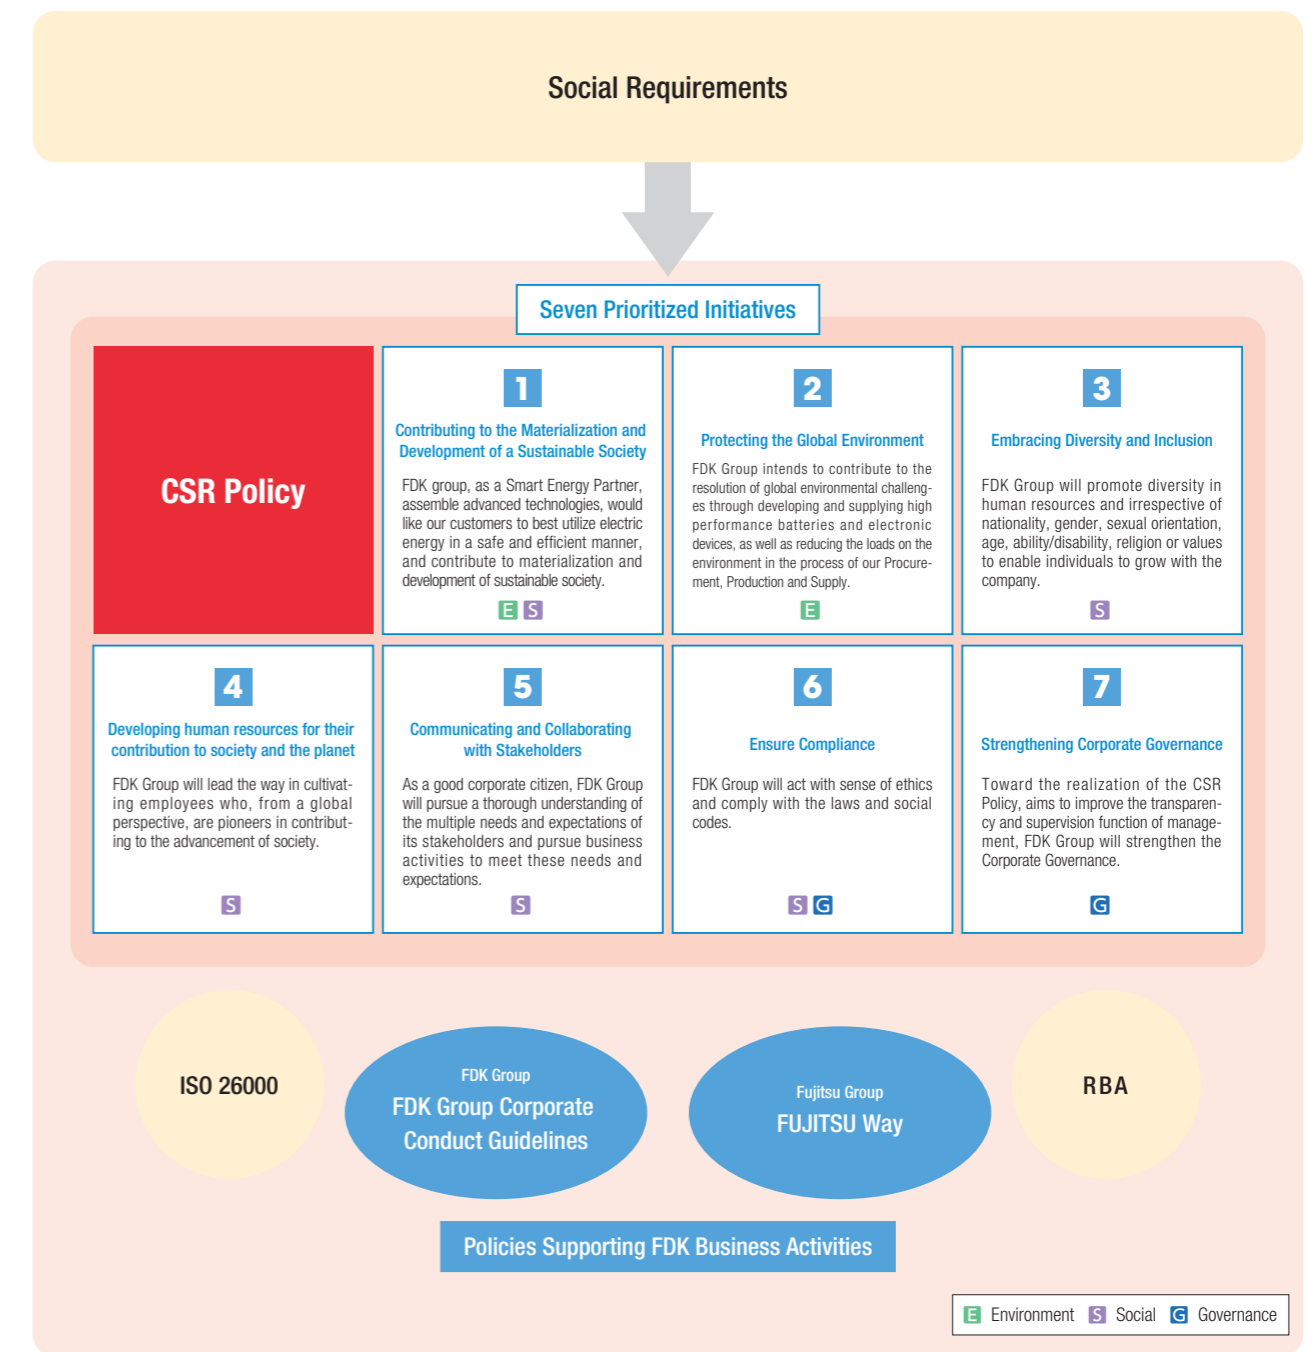 Social Requirements
Seven Prioritized Initiatives
CSR Policy
1
Contributing to the Materialization and
Development of a Sustainable Society
FDK group, as a Smart Energy Partner,
assemble advanced technologies, would
like our customers to best utilize electric
energy in a safe and efficient manner,
and contribute to materialization and
development of sustainable society.
E S
2
Protecting the Global Environment
FDK Group intends to contribute to the
resolution of global environmental challeng-
es through developing and supplying high
performance batteries and electronic
devices, as well as reducing the loads on the
environment in the process of our Procure-
ment, Production and Supply.
E
3
Embracing Diversity and Inclusion
FDK Group will promote diversity in
human resources and irrespective of
nationality, gender, sexual orientation,
age, ability/disability, religion or values
to enable individuals to grow with the
company.
S
4
Developing human resources for their
contribution to society and the planet
FDK Group will lead the way in cultivat-
ing employees who, from a global
perspective, are pioneers in contribut-
ing to the advancement of society.
S
5
Communicating and Collaborating
with Stakeholders
As a good corporate citizen, FDK Group
will pursue a thorough understanding of
the multiple needs and expectations of
its stakeholders and pursue business
activities to meet these needs and
expectations.
S
6
Ensure Compliance
FDK Group will act with sense of ethics
and comply with the laws and social
codes.
S G
7
Strengthening Corporate Governance
Toward the realization of the CSR
Policy, aims to improve the transparen-
cy and supervision function of manage-
ment, FDK Group will strengthen the
Corporate Governance.
G
ISO 26000
FDK Group
FDK Group Corporate
Conduct Guidelines
Fujitsu Group
FUJITSU Way
RBA
Policies Supporting FDK Business Activities
E Environment S Social G Governance